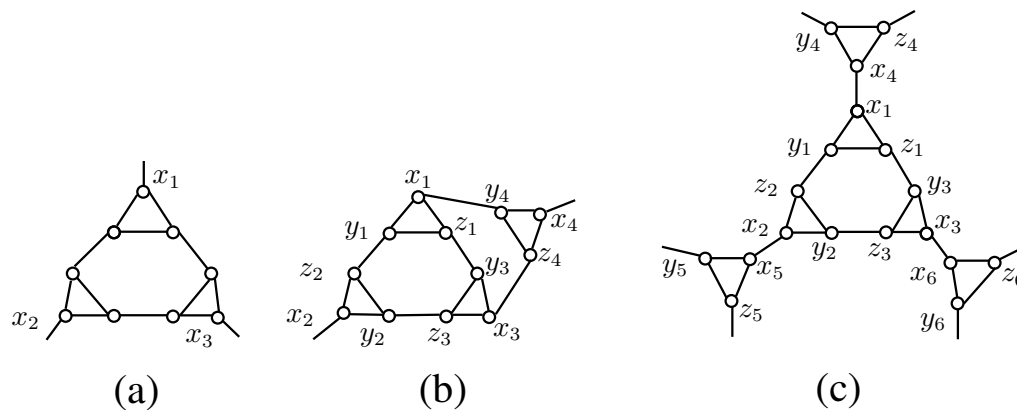 x₁
x₂
x₃
(a)
x₁
y₄
x₄
y₁
z₁
z₄
z₂
y₃
x₂
y₂
z₃
x₃
(b)
y₄
z₄
x₄
x₁
y₁
z₁
z₂
y₃
x₂
y₂
z₃
x₃
y₅
x₅
z₅
x₆
z₆
y₆
(c)